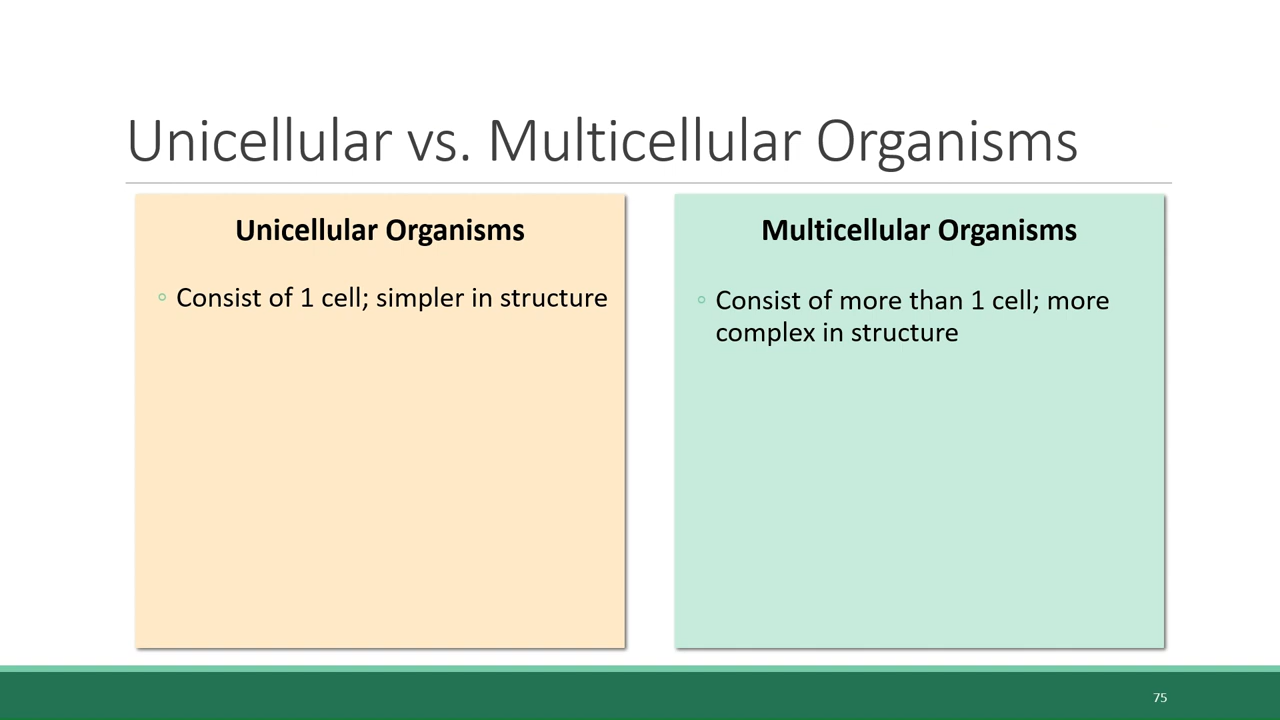 Unicellular vs. Multicellular Organisms
Unicellular Organisms
◦ Consist of 1 cell; simpler in structure
Multicellular Organisms
◦ Consist of more than 1 cell; more
complex in structure
75